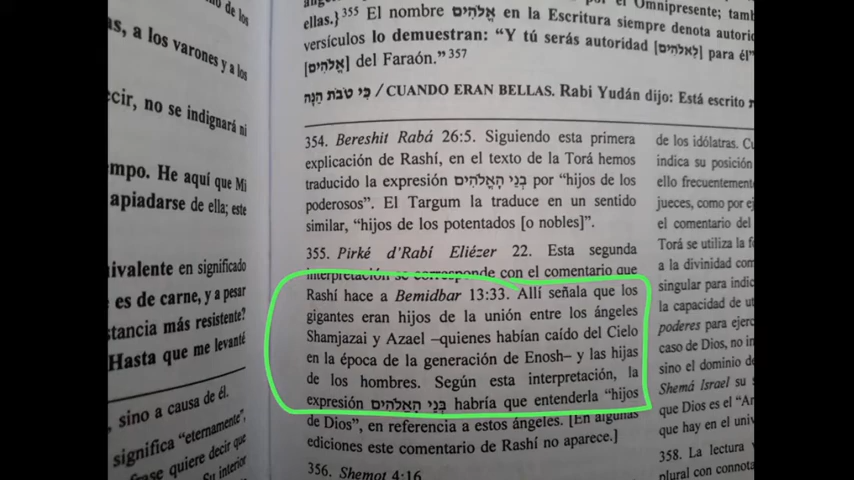 no de los
as, a los varones y a los
cir, no se indignará ni
mpo. He aquí que Mi
apiadarse de ella; este
ivalente en significado
es de carne, y a pesar
stancia más resistente?
Hasta que me levanté
, sino a causa de él.
significa “eternamente”,
frase quiere decir que
Su interior
ellas.}³⁵⁵ El nombre אֱלֹהִים en la Escritura siempre denota autori
versículos lo demuestran: “Y tú serás autoridad [לֵאלֹהִים] para él”
[אֱלֹהִים] del Faraón.”³⁵⁷
כִּי טֹבֹת הֵנָּה / CUANDO ERAN BELLAS. Rabi Yudán dijo: Está escrito
354. Bereshit Rabá 26:5. Siguiendo esta primera
explicación de Rashí, en el texto de la Torá hemos
traducido la expresión בְנֵי הָאֱלֹהִים por “hijos de los
poderosos”. El Targum la traduce en un sentido
similar, “hijos de los potentados [o nobles]”.
355. Pirké d’Rabí Eliézer 22. Esta segunda
interpretación se corresponde con el comentario que
Rashí hace a Bemidbar 13:33. Allí señala que los
gigantes eran hijos de la unión entre los ángeles
Shamjazai y Azael –quienes habían caído del Cielo
en la época de la generación de Enosh– y las hijas
de los hombres. Según esta interpretación, la
expresión בְּנֵי הָאֱלֹהִים habría que entenderla “hijos
de Dios”, en referencia a estos ángeles. [En algunas
ediciones este comentario de Rashí no aparece.]
356. Shemot 4:16
de los idólatras. Cu
indica su posición
ello frecuentement
jueces, como por ej
el comentario del
Torá se utiliza la f
a la divinidad com
singular para indic
la capacidad de ut
poderes para ejerc
caso de Dios, no in
sino el dominio de
Shemá Israel su s
que Dios es el “Ar
que hay en el univ
358. La lectura
plural con connota